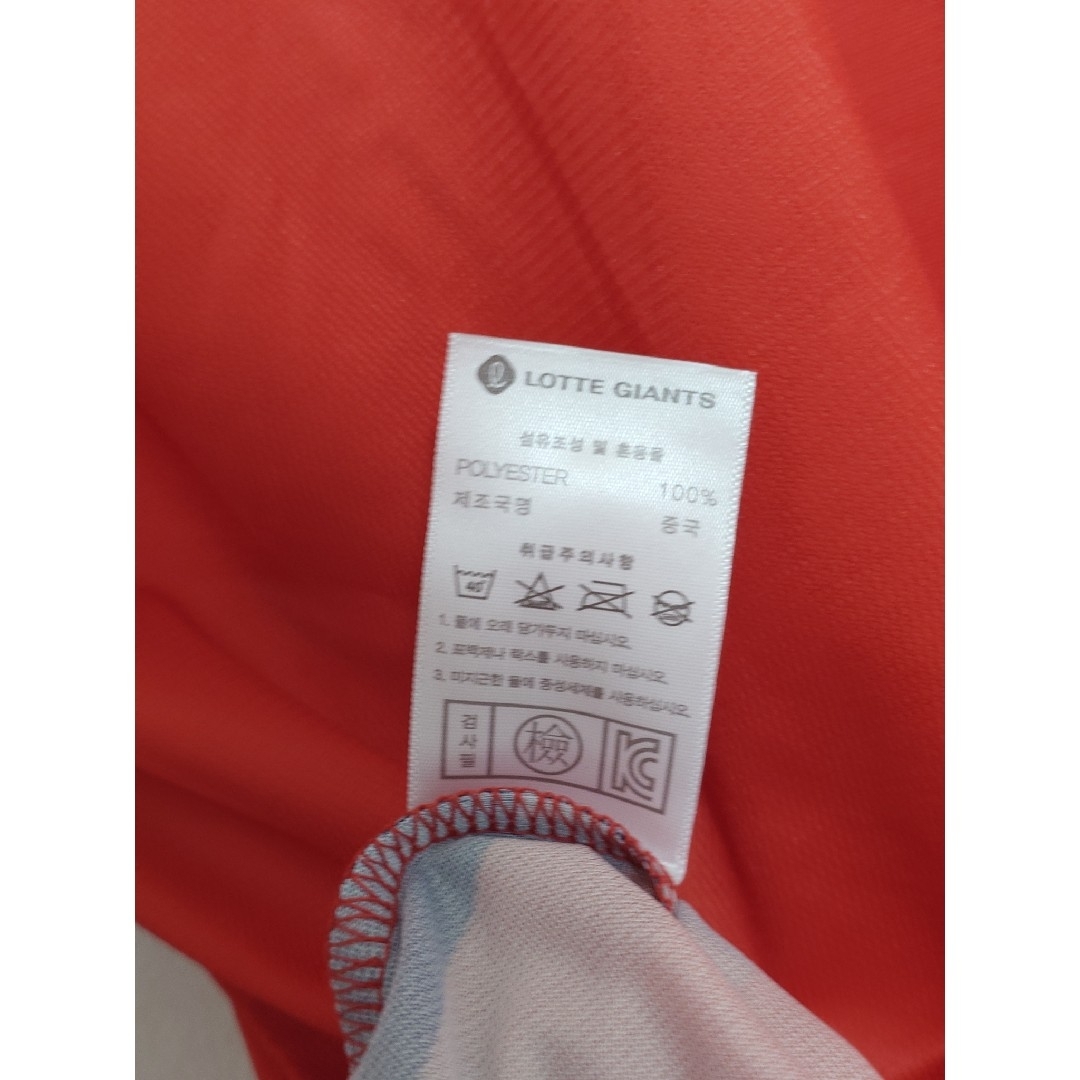 LOTTE GIANTS
섬유조성 및 혼용율
POLYESTER 100%
제조국명 중국
취급주의사항
40
1. 물에 오래 담가두지 마십시오.
2. 표백제나 락스를 사용하지 마십시오.
3. 미지근한 물에 중성세제를 사용하십시오.
검사필 檢 KC